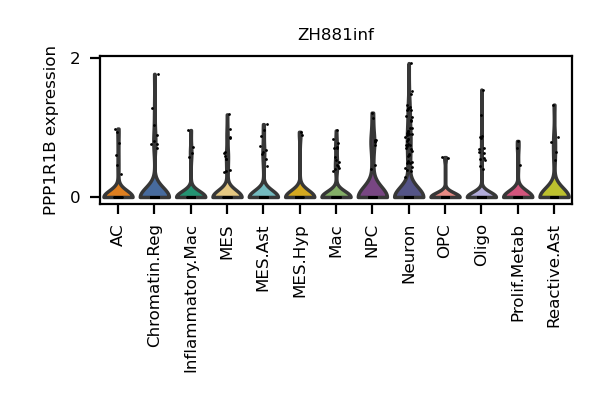 ZH881inf
PPP1R1B expression
2
0
AC
Chromatin.Reg
Inflammatory.Mac
MES
MES.Ast
MES.Hyp
Mac
NPC
Neuron
OPC
Oligo
Prolif.Metab
Reactive.Ast